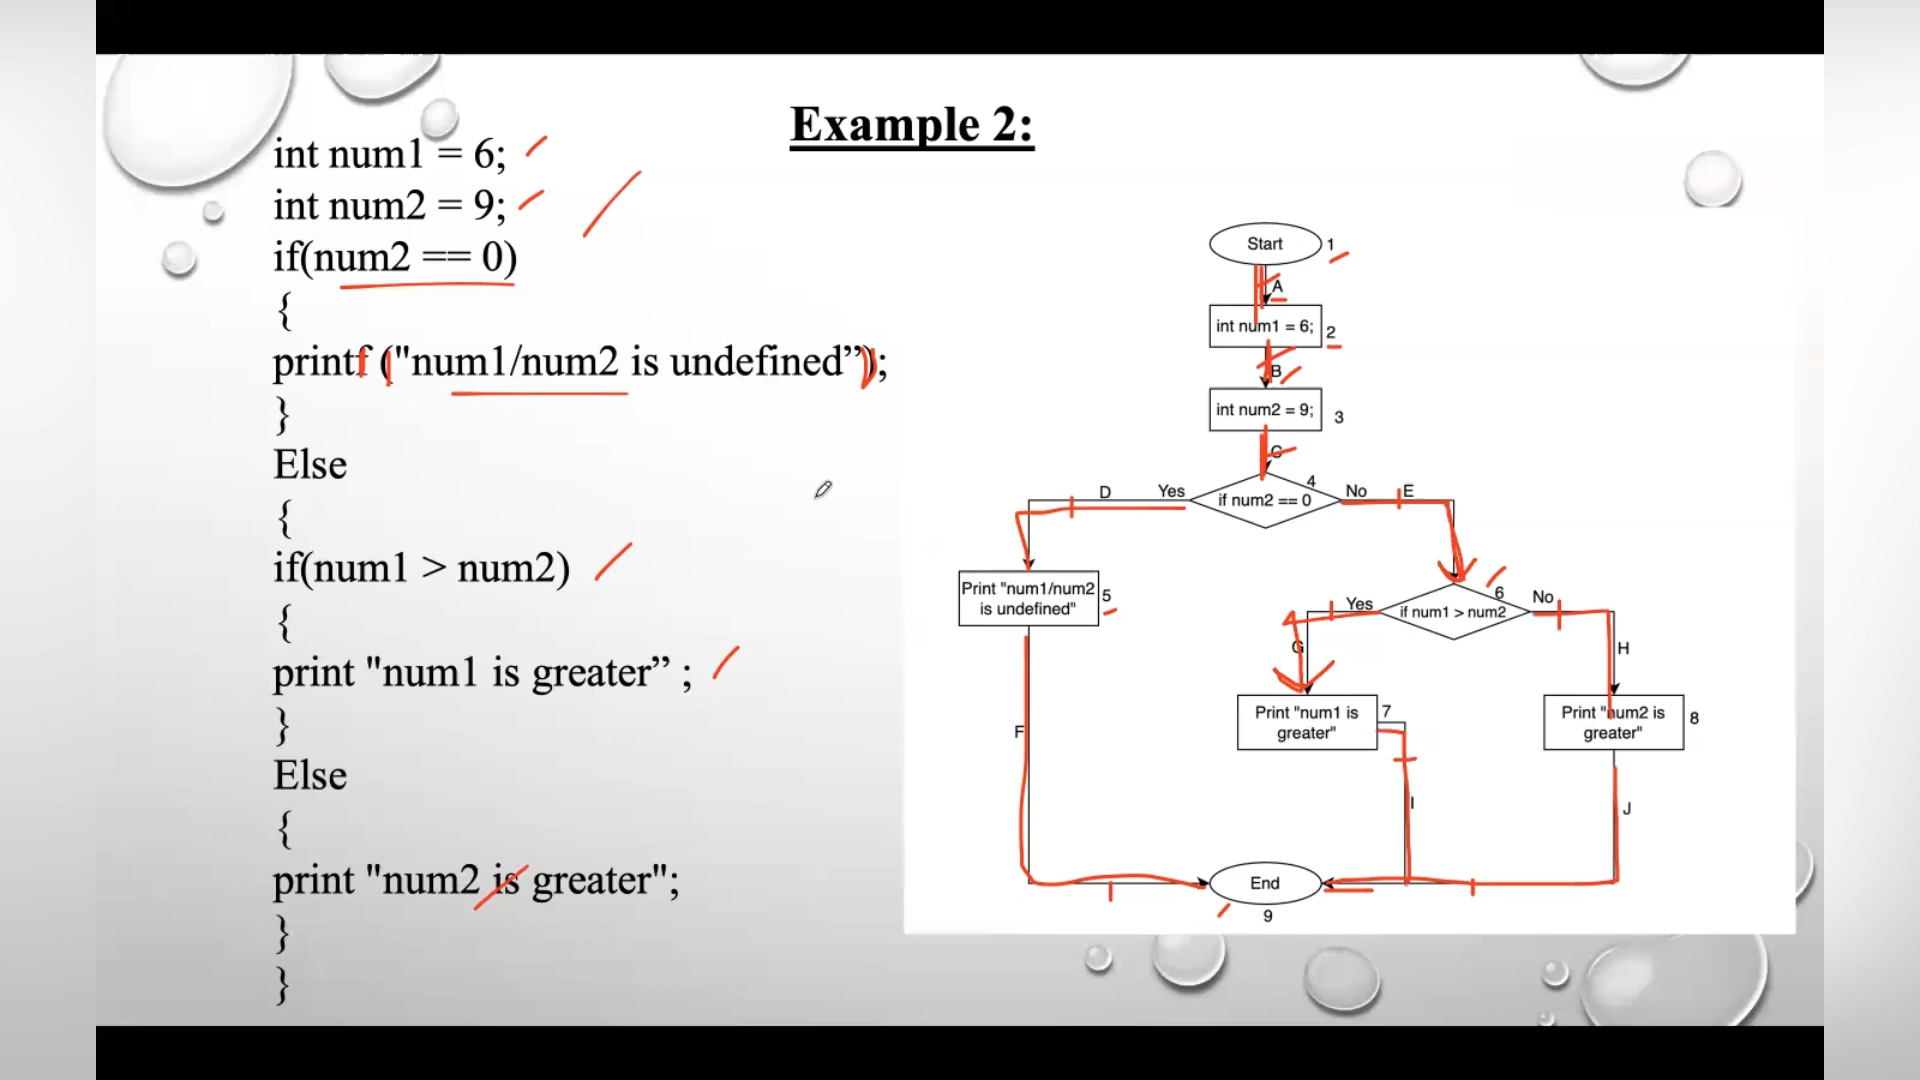 Example 2:
int num1 = 6;
int num2 = 9;
if(num2 == 0)
{
printf ("num1/num2 is undefined”);
}
Else
{
if(num1 > num2)
{
print "num1 is greater” ;
}
Else
{
print "num2 is greater";
}
}
Start
1
A
int num1 = 6;
2
B
int num2 = 9;
3
C
4
if num2 == 0
Yes
D
No
E
Print "num1/num2
is undefined"
5
6
if num1 > num2
Yes
No
G
H
Print "num1 is
greater"
7
Print "num2 is
greater"
8
F
I
J
End
9